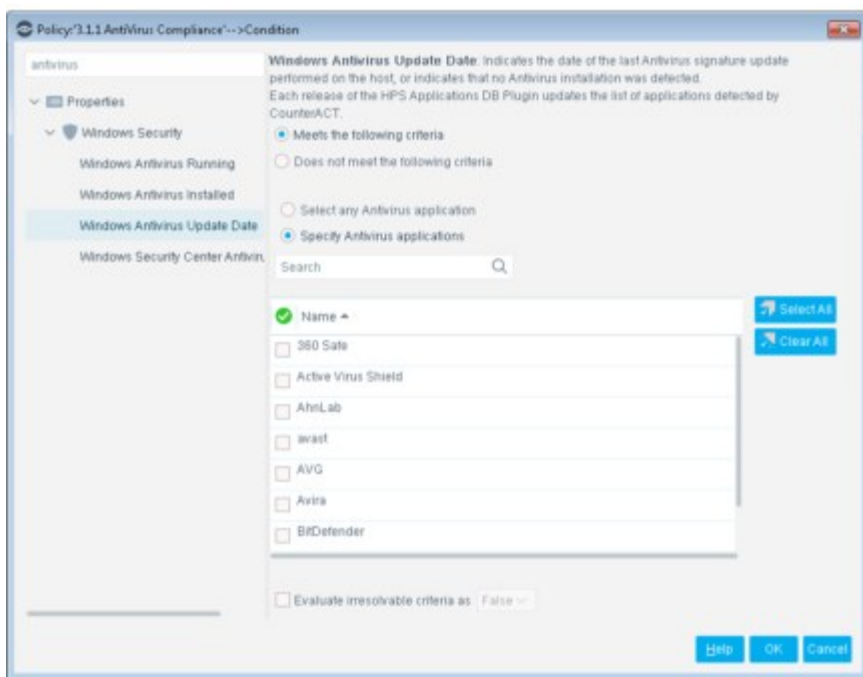 Policy:'3.1.1 AntiVirus Compliance'-->Condition
antivirus
Properties
Windows Security
Windows Antivirus Running
Windows Antivirus Installed
Windows Antivirus Update Date
Windows Security Center Antiviru
Windows Antivirus Update Date: Indicates the date of the last Antivirus signature update
performed on the host, or indicates that no Antivirus installation was detected.
Each release of the HPS Applications DB Plugin updates the list of applications detected by
CounterACT.
Meets the following criteria
Does not meet the following criteria
Select any Antivirus application
Specify Antivirus applications
Search
Name
Select All
Clear All
360 Safe
Active Virus Shield
AhnLab
avast
AVG
Avira
BitDefender
Evaluate irresolvable criteria as False
Help OK Cancel